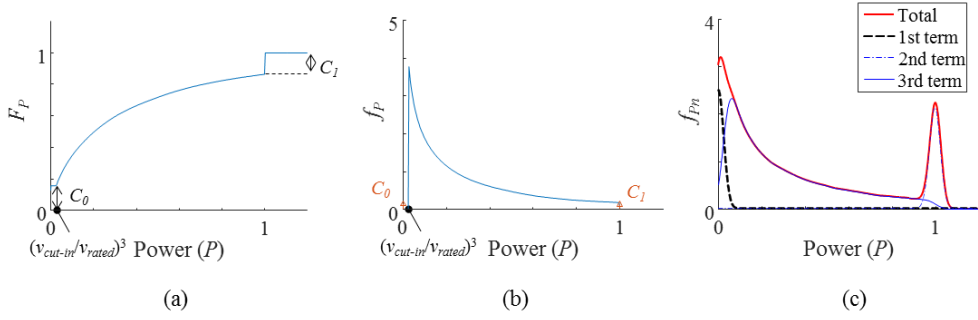 1
F_P
0
C_0
C_1
(v_cut-in/v_rated)^3 Power (P)
1
(a)
5
f_P
0
C_0
C_1
(v_cut-in/v_rated)^3 Power (P)
1
(b)
4
f_Pn
0
0
1
Power (P)
Total
1st term
2nd term
3rd term
(c)